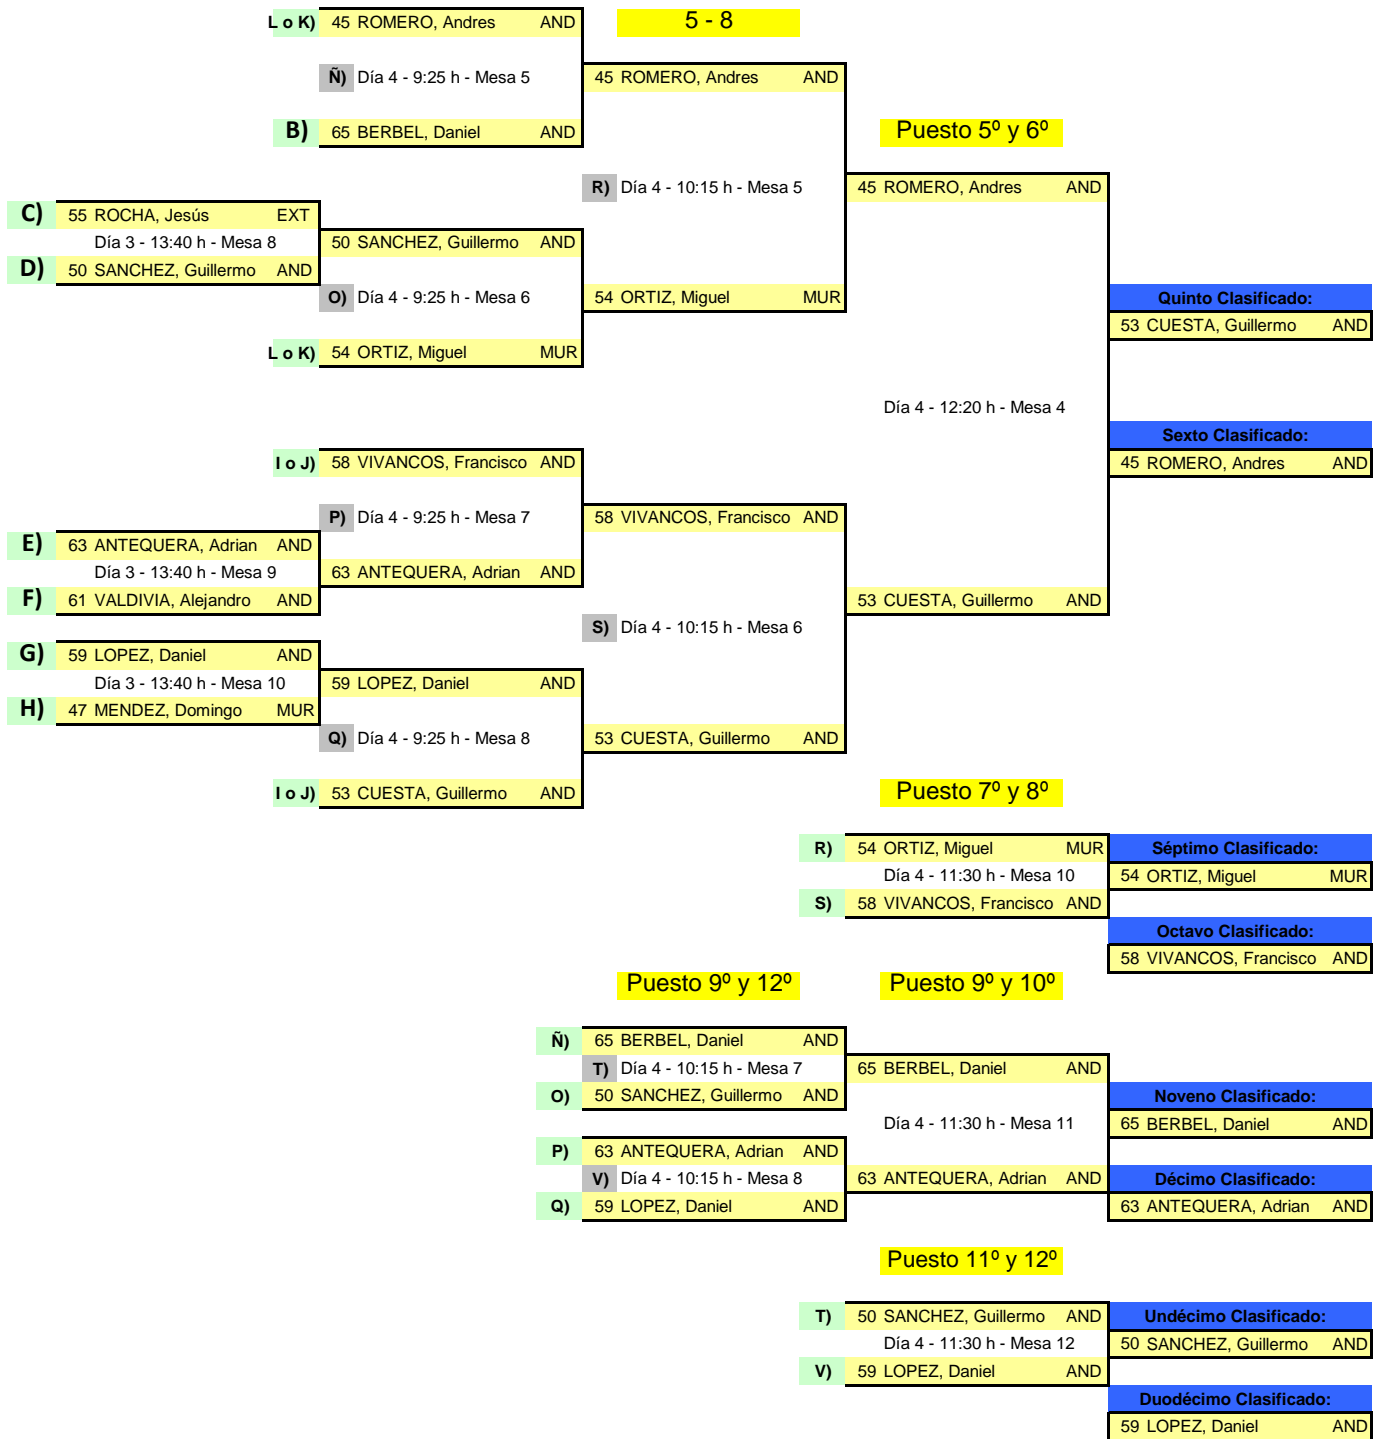 L o K) 45 ROMERO, Andres AND 5 - 8
Ñ) Día 4 - 9:25 h - Mesa 5 45 ROMERO, Andres AND
B) 65 BERBEL, Daniel AND Puesto 5º y 6º
R) Día 4 - 10:15 h - Mesa 5 45 ROMERO, Andres AND
C) 55 ROCHA, Jesús EXT
Día 3 - 13:40 h - Mesa 8 50 SANCHEZ, Guillermo AND
D) 50 SANCHEZ, Guillermo AND
O) Día 4 - 9:25 h - Mesa 6 54 ORTIZ, Miguel MUR Quinto Clasificado:
53 CUESTA, Guillermo AND
L o K) 54 ORTIZ, Miguel MUR
Día 4 - 12:20 h - Mesa 4
Sexto Clasificado:
I o J) 58 VIVANCOS, Francisco AND 45 ROMERO, Andres AND
P) Día 4 - 9:25 h - Mesa 7 58 VIVANCOS, Francisco AND
E) 63 ANTEQUERA, Adrian AND
Día 3 - 13:40 h - Mesa 9 63 ANTEQUERA, Adrian AND
F) 61 VALDIVIA, Alejandro AND 53 CUESTA, Guillermo AND
S) Día 4 - 10:15 h - Mesa 6
G) 59 LOPEZ, Daniel AND
Día 3 - 13:40 h - Mesa 10 59 LOPEZ, Daniel AND
H) 47 MENDEZ, Domingo MUR
Q) Día 4 - 9:25 h - Mesa 8 53 CUESTA, Guillermo AND
I o J) 53 CUESTA, Guillermo AND Puesto 7º y 8º
R) 54 ORTIZ, Miguel MUR Séptimo Clasificado:
Día 4 - 11:30 h - Mesa 10 54 ORTIZ, Miguel MUR
S) 58 VIVANCOS, Francisco AND
Octavo Clasificado:
58 VIVANCOS, Francisco AND
Puesto 9º y 12º Puesto 9º y 10º
Ñ) 65 BERBEL, Daniel AND
T) Día 4 - 10:15 h - Mesa 7 65 BERBEL, Daniel AND
O) 50 SANCHEZ, Guillermo AND Noveno Clasificado:
Día 4 - 11:30 h - Mesa 11 65 BERBEL, Daniel AND
P) 63 ANTEQUERA, Adrian AND
V) Día 4 - 10:15 h - Mesa 8 63 ANTEQUERA, Adrian AND Décimo Clasificado:
Q) 59 LOPEZ, Daniel AND 63 ANTEQUERA, Adrian AND
Puesto 11º y 12º
T) 50 SANCHEZ, Guillermo AND Undécimo Clasificado:
Día 4 - 11:30 h - Mesa 12 50 SANCHEZ, Guillermo AND
V) 59 LOPEZ, Daniel AND
Duodécimo Clasificado:
59 LOPEZ, Daniel AND